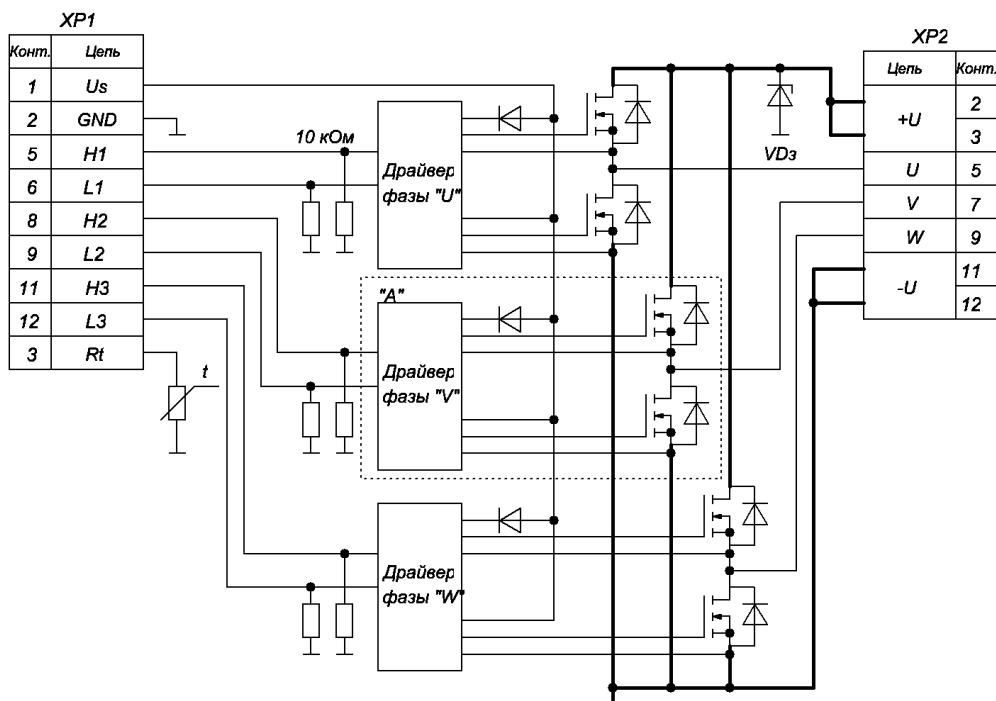 XP1
Конт. Цепь
1 Us
2 GND
5 H1
6 L1
8 H2
9 L2
11 H3
12 L3
3 Rt
t
10 кОм
Драйвер
фазы "U"
"A"
Драйвер
фазы "V"
Драйвер
фазы "W"
VDз
XP2
Цепь Конт.
+U 2
3
U 5
V 7
W 9
-U 11
12